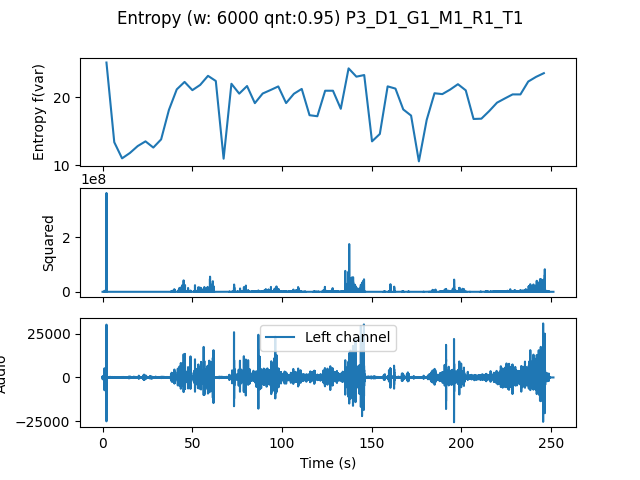 Entropy (w: 6000 qnt:0.95) P3_D1_G1_M1_R1_T1
Entropy f(var)
20
10
1e8
Squared
2
0
Audio
25000
0
−25000
Left channel
0 50 100 150 200 250
Time (s)